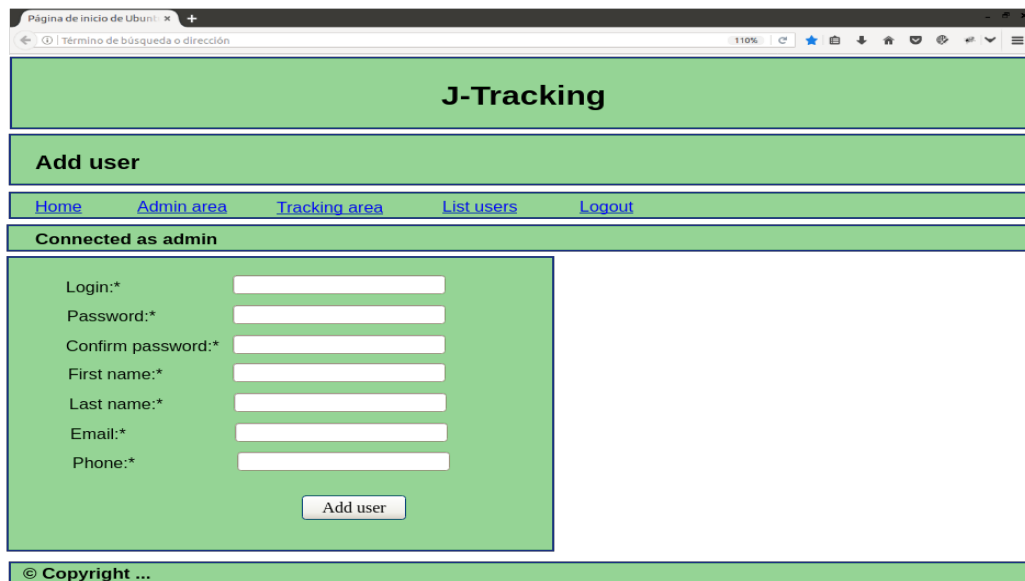 Página de inicio de Ubunt
Término de búsqueda o dirección 110%
J-Tracking
Add user
Home Admin area Tracking area List users Logout
Connected as admin
Login:*
Password:*
Confirm password:*
First name:*
Last name:*
Email:*
Phone:*
Add user
© Copyright ...